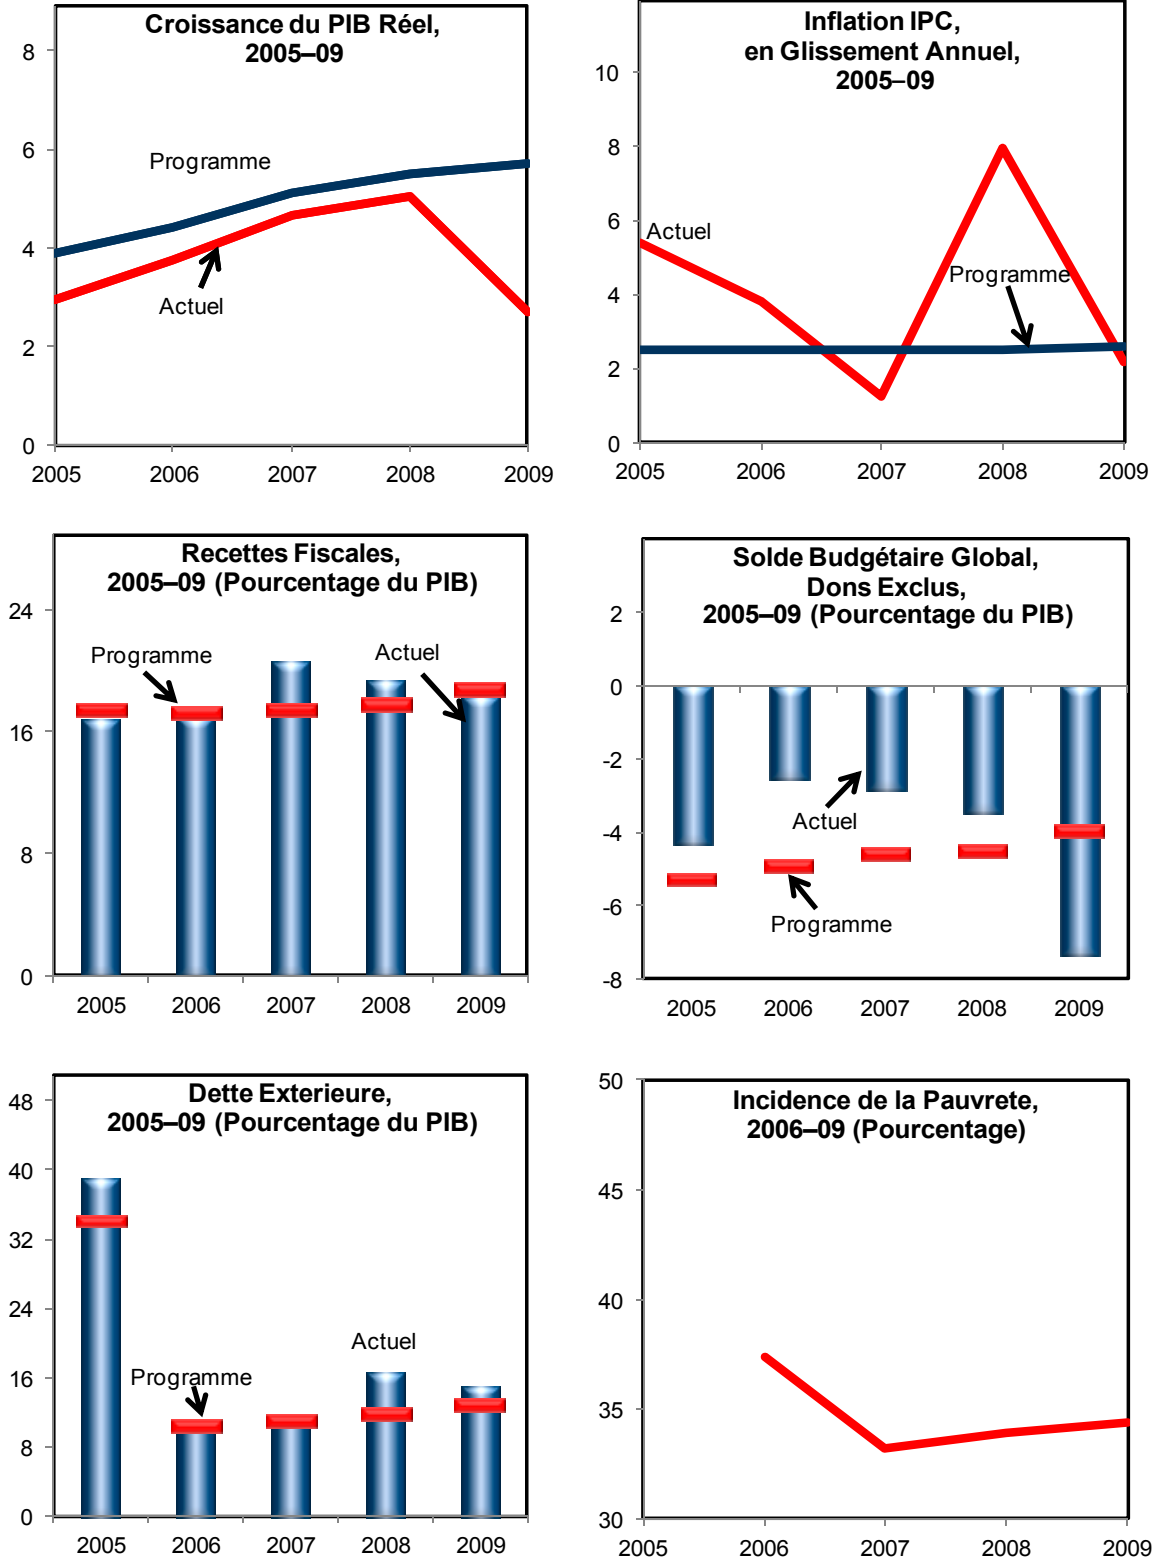 Croissance du PIB Réel,
2005–09
8
6
4
2
0
Programme
Actuel
2005 2006 2007 2008 2009
Inflation IPC,
en Glissement Annuel,
2005–09
10
8
6
4
2
0
Actuel
Programme
2005 2006 2007 2008 2009
Recettes Fiscales,
2005–09 (Pourcentage du PIB)
24
16
8
0
Programme
Actuel
2005 2006 2007 2008 2009
Solde Budgétaire Global,
Dons Exclus,
2005–09 (Pourcentage du PIB)
2
0
-2
-4
-6
-8
Actuel
Programme
2005 2006 2007 2008 2009
Dette Exterieure,
2005–09 (Pourcentage du PIB)
48
40
32
24
16
8
0
Actuel
Programme
2005 2006 2007 2008 2009
Incidence de la Pauvrete,
2006–09 (Pourcentage)
50
45
40
35
30
2005 2006 2007 2008 2009